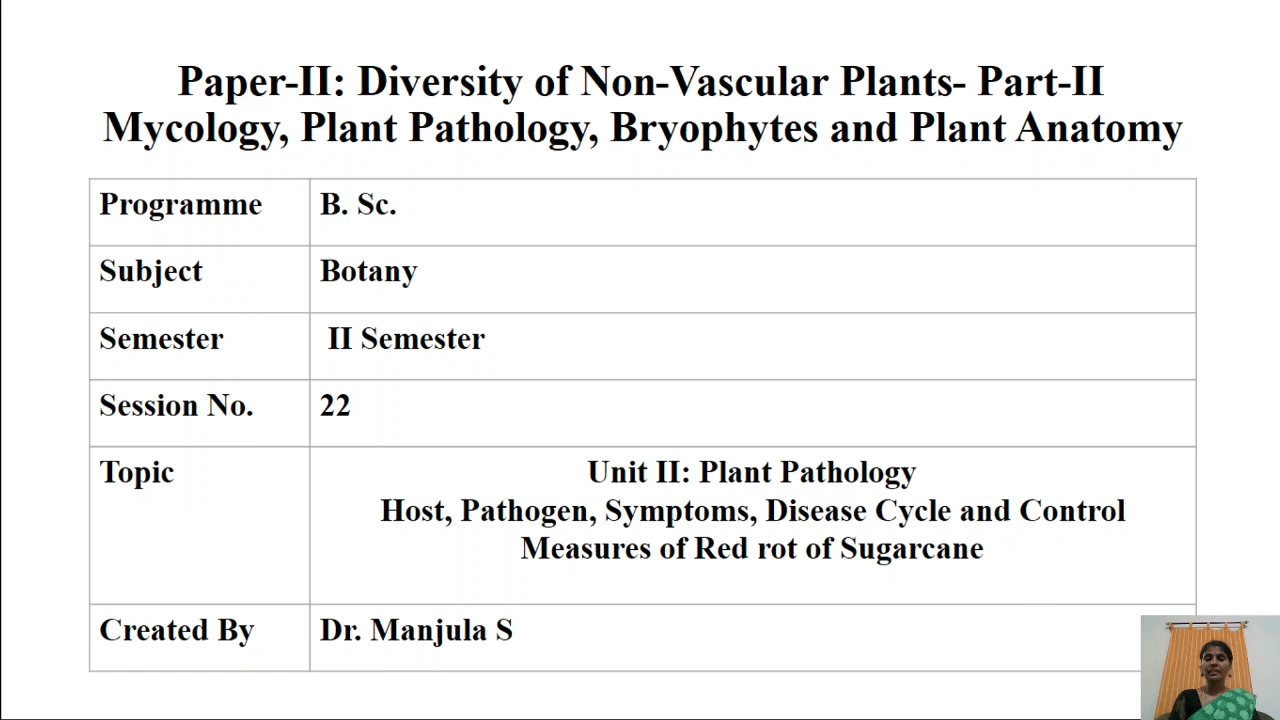 Paper-II: Diversity of Non-Vascular Plants- Part-II
Mycology, Plant Pathology, Bryophytes and Plant Anatomy
Programme B. Sc.
Subject Botany
Semester II Semester
Session No. 22
Topic Unit II: Plant Pathology
Host, Pathogen, Symptoms, Disease Cycle and Control
Measures of Red rot of Sugarcane
Created By Dr. Manjula S